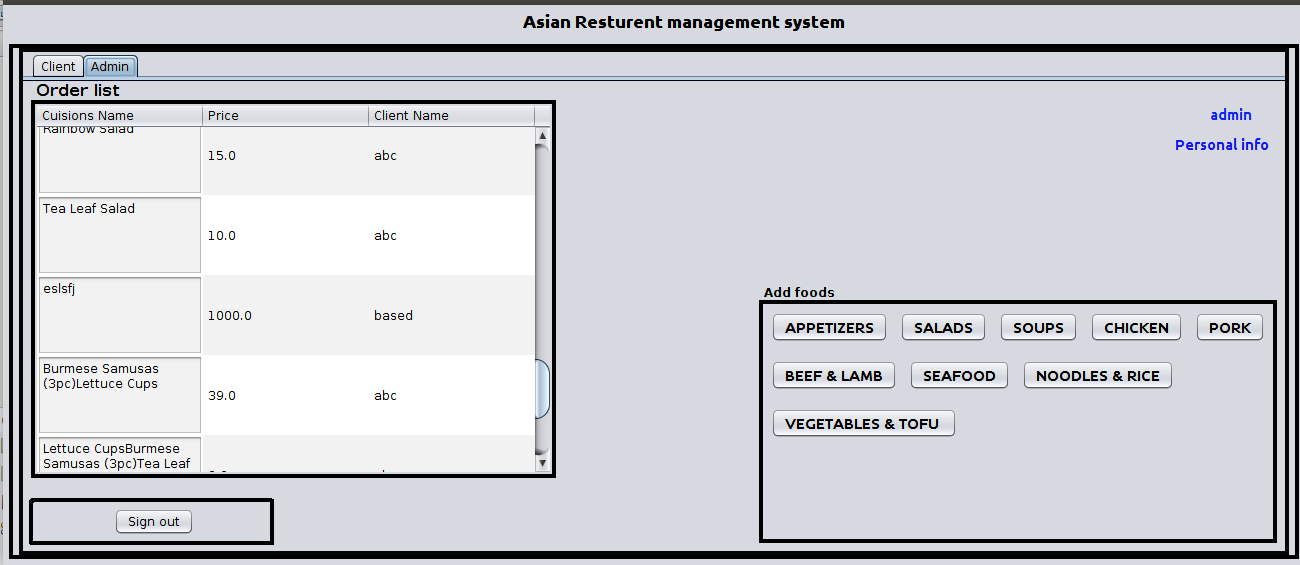 Asian Resturent management system
Client Admin
Order list
Cuisions Name Price Client Name
Rainbow Salad
15.0 abc
Tea Leaf Salad
10.0 abc
eslsfj
1000.0 based
Burmese Samusas
(3pc)Lettuce Cups
39.0 abc
Lettuce CupsBurmese
Samusas (3pc)Tea Leaf
Sign out
admin
Personal info
Add foods
APPETIZERS SALADS SOUPS CHICKEN PORK
BEEF & LAMB SEAFOOD NOODLES & RICE
VEGETABLES & TOFU